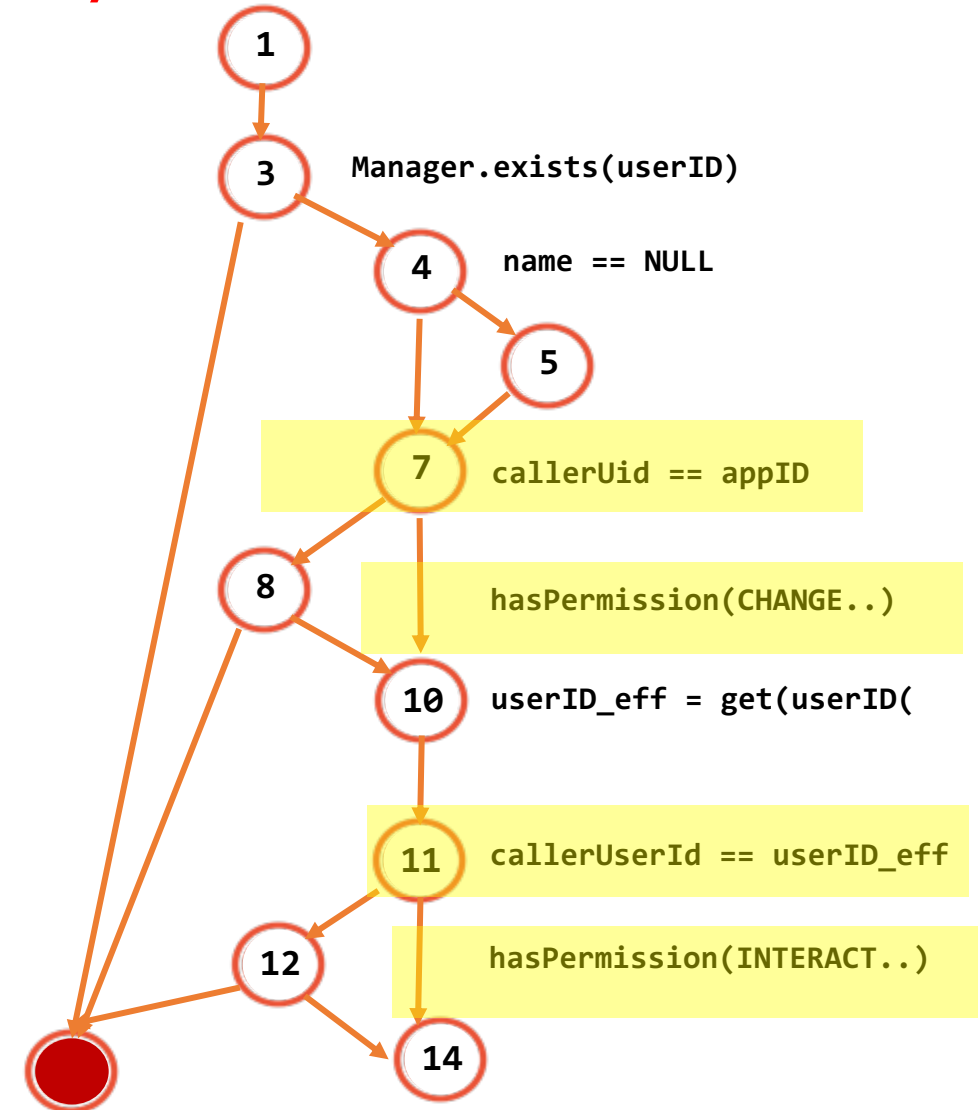 1
3 Manager.exists(userID)
4 name == NULL
5
7 callerUid == appID
8 hasPermission(CHANGE..)
10 userID_eff = get(userID(
11 callerUserId == userID_eff
12 hasPermission(INTERACT..)
14